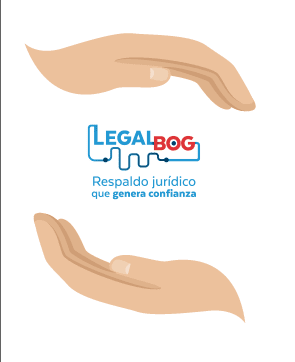 LEGALBOG
Respaldo jurídico
que genera confianza